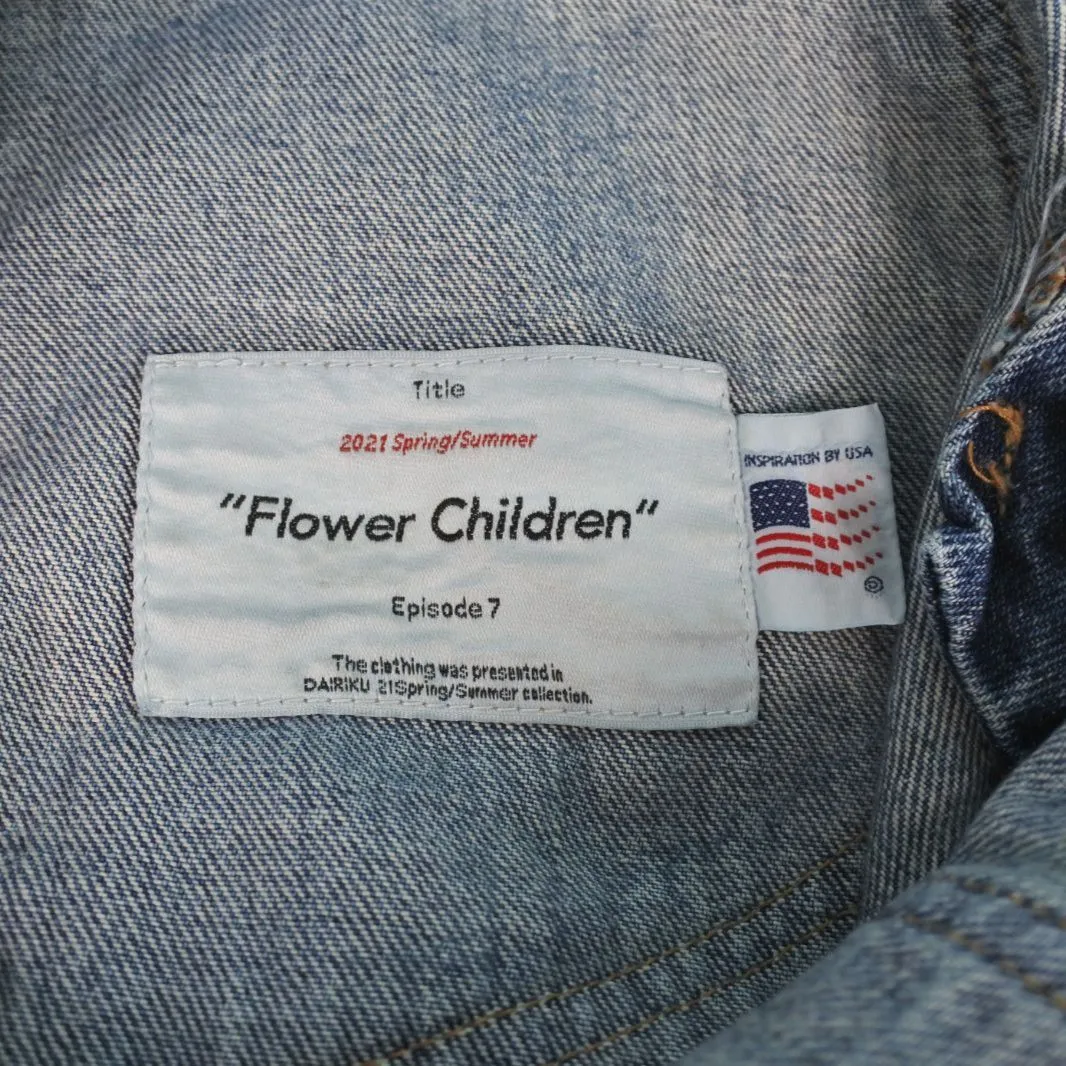 Title
2021 Spring/Summer
"Flower Children"
Episode 7
The clothing was presented in
DAIRIKU 21Spring/Summer collection.
INSPIRATION BY USA